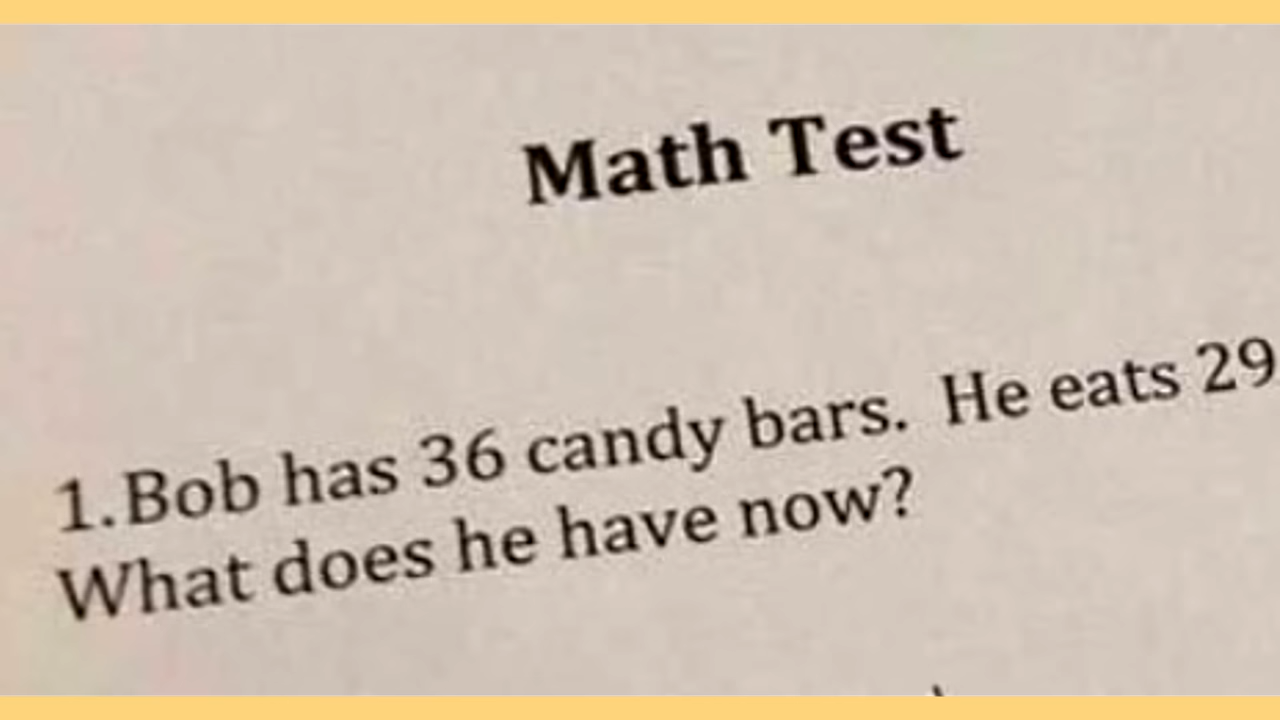 Math Test
1.Bob has 36 candy bars. He eats 29
What does he have now?